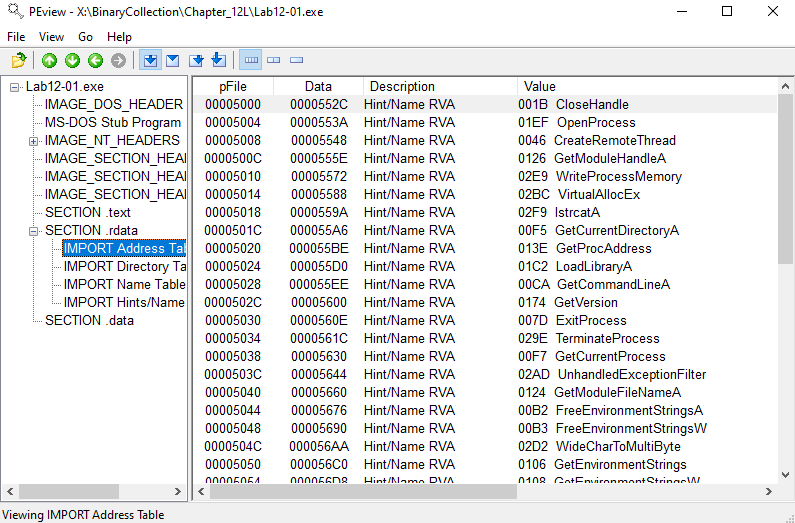 PEview - X:\BinaryCollection\Chapter_12L\Lab12-01.exe
File View Go Help
Lab12-01.exe
IMAGE_DOS_HEADER
MS-DOS Stub Program
IMAGE_NT_HEADERS
IMAGE_SECTION_HEA
IMAGE_SECTION_HEA
IMAGE_SECTION_HEA
SECTION .text
SECTION .rdata
IMPORT Address Tab
IMPORT Directory Ta
IMPORT Name Table
IMPORT Hints/Name
SECTION .data
pFile Data Description Value
00005000 0000552C Hint/Name RVA 001B CloseHandle
00005004 0000553A Hint/Name RVA 01EF OpenProcess
00005008 00005548 Hint/Name RVA 0046 CreateRemoteThread
0000500C 0000555E Hint/Name RVA 0126 GetModuleHandleA
00005010 00005572 Hint/Name RVA 02E9 WriteProcessMemory
00005014 00005588 Hint/Name RVA 02BC VirtualAllocEx
00005018 0000559A Hint/Name RVA 02F9 lstrcatA
0000501C 000055A6 Hint/Name RVA 00F5 GetCurrentDirectoryA
00005020 000055BE Hint/Name RVA 013E GetProcAddress
00005024 000055D0 Hint/Name RVA 01C2 LoadLibraryA
00005028 000055EE Hint/Name RVA 00CA GetCommandLineA
0000502C 00005600 Hint/Name RVA 0174 GetVersion
00005030 0000560E Hint/Name RVA 007D ExitProcess
00005034 0000561C Hint/Name RVA 029E TerminateProcess
00005038 00005630 Hint/Name RVA 00F7 GetCurrentProcess
0000503C 00005644 Hint/Name RVA 02AD UnhandledExceptionFilter
00005040 00005660 Hint/Name RVA 0124 GetModuleFileNameA
00005044 00005676 Hint/Name RVA 00B2 FreeEnvironmentStringsA
00005048 00005690 Hint/Name RVA 00B3 FreeEnvironmentStringsW
0000504C 000056AA Hint/Name RVA 02D2 WideCharToMultiByte
00005050 000056C0 Hint/Name RVA 0106 GetEnvironmentStrings
00005054 000056D8 Hint/Name RVA 0108 GetEnvironmentStringsW
Viewing IMPORT Address Table